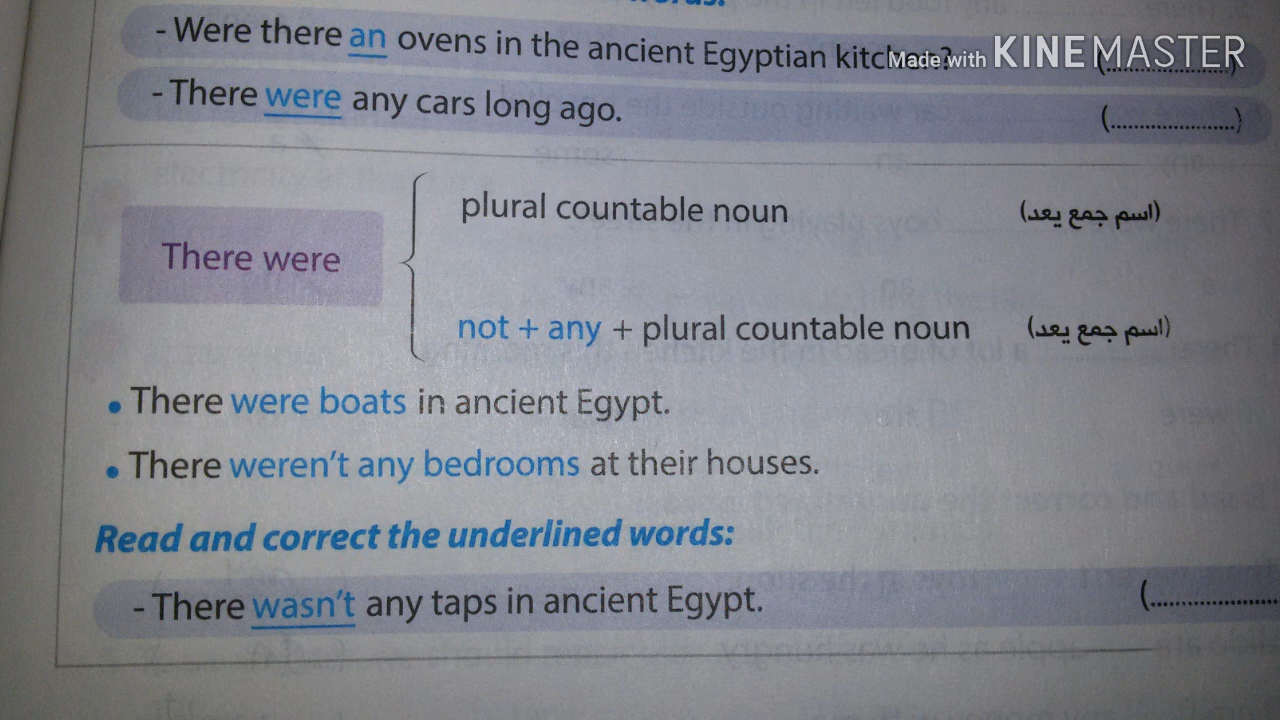 words:
- Were there an ovens in the ancient Egyptian kitchen? (......................)
Made with KINEMASTER
- There were any cars long ago. (......................)
plural countable noun (اسم جمع يعد)
There were
not + any + plural countable noun (اسم جمع يعد)
• There were boats in ancient Egypt.
• There weren't any bedrooms at their houses.
Read and correct the underlined words:
- There wasn't any taps in ancient Egypt. (......................